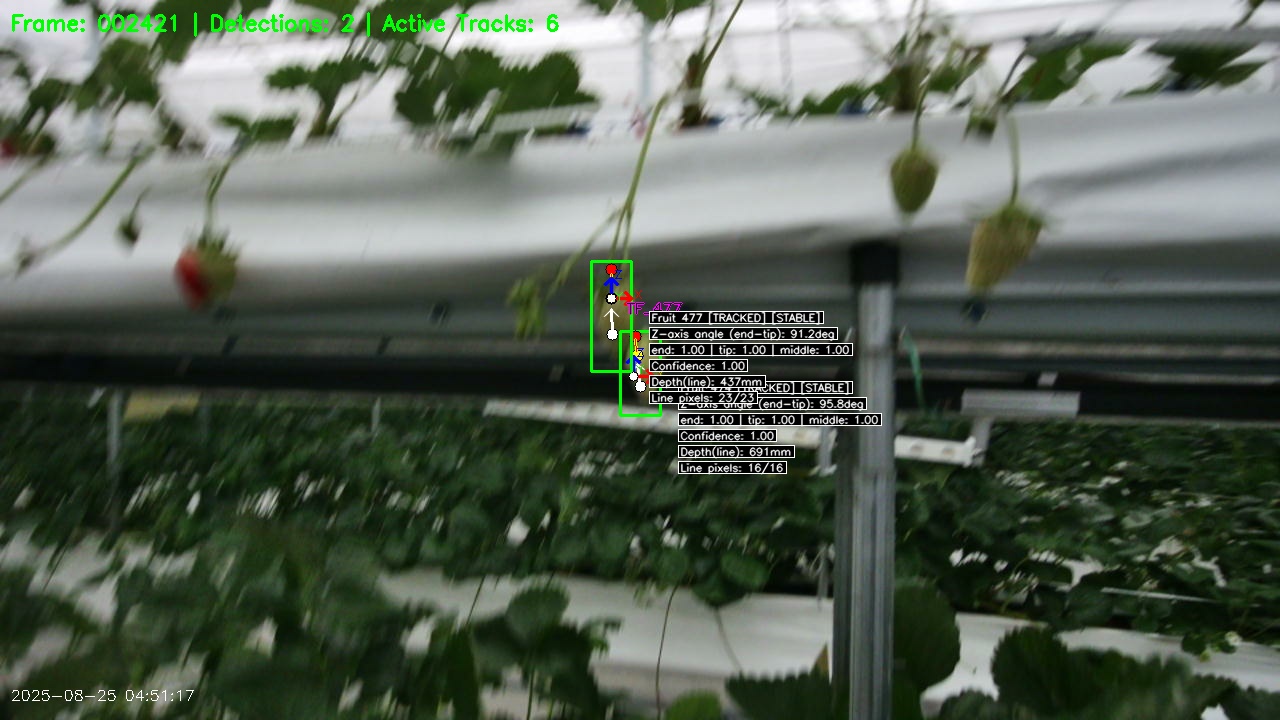 Frame: 002421 | Detections: 2 | Active Tracks: 6
Z
TF_477
Fruit 477 [TRACKED] [STABLE]
Z-axis angle (end-tip): 91.2deg
end: 1.00 | tip: 1.00 | middle: 1.00
Confidence: 1.00
Depth(line): 437mm
Line pixels: 23/23
[STABLE]
Z-axis angle (end-tip): 95.8deg
end: 1.00 | tip: 1.00 | middle: 1.00
Confidence: 1.00
Depth(line): 691mm
Line pixels: 16/16
2025-08-25 04:51:17